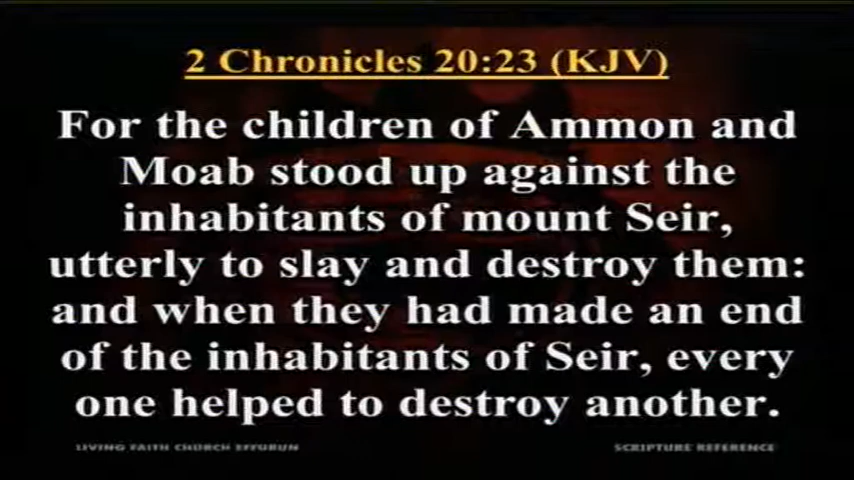 2 Chronicles 20:23 (KJV)
For the children of Ammon and
Moab stood up against the
inhabitants of mount Seir,
utterly to slay and destroy them:
and when they had made an end
of the inhabitants of Seir, every
one helped to destroy another.
LIVING FAITH CHURCH EFFURUN
SCRIPTURE REFERENCE